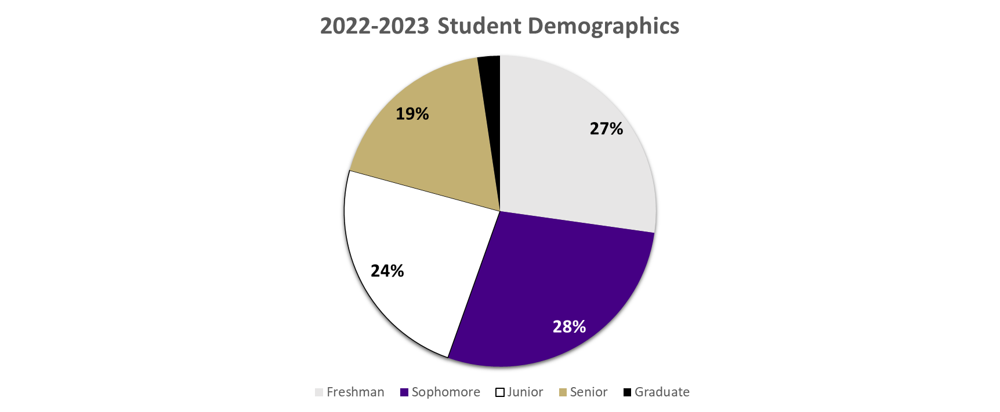 2022-2023 Student Demographics
19%
27%
24%
28%
Freshman Sophomore Junior Senior Graduate